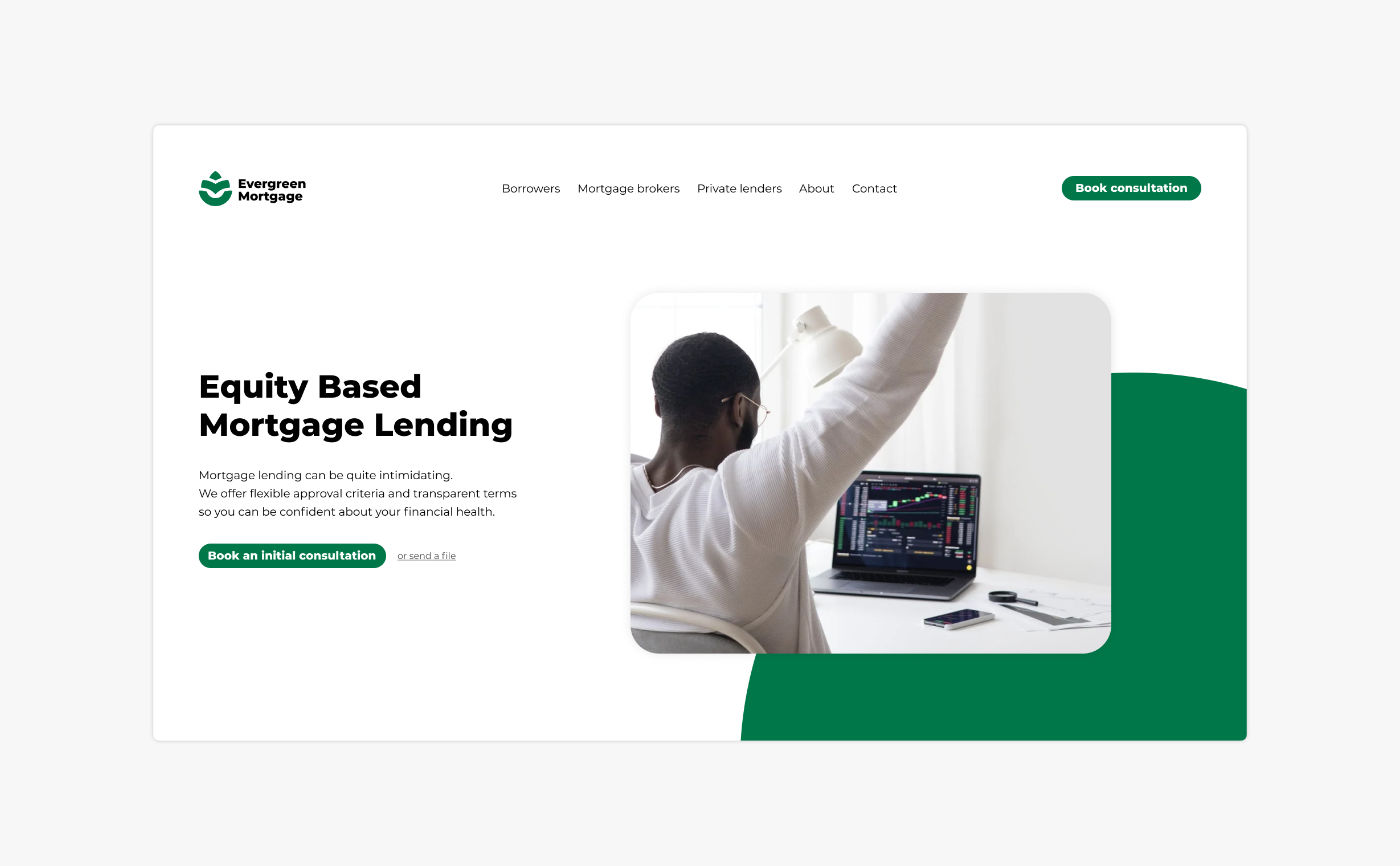 Evergreen
Mortgage
Borrowers Mortgage brokers Private lenders About Contact
Book consultation
Equity Based
Mortgage Lending
Mortgage lending can be quite intimidating.
We offer flexible approval criteria and transparent terms
so you can be confident about your financial health.
Book an initial consultation or send a file